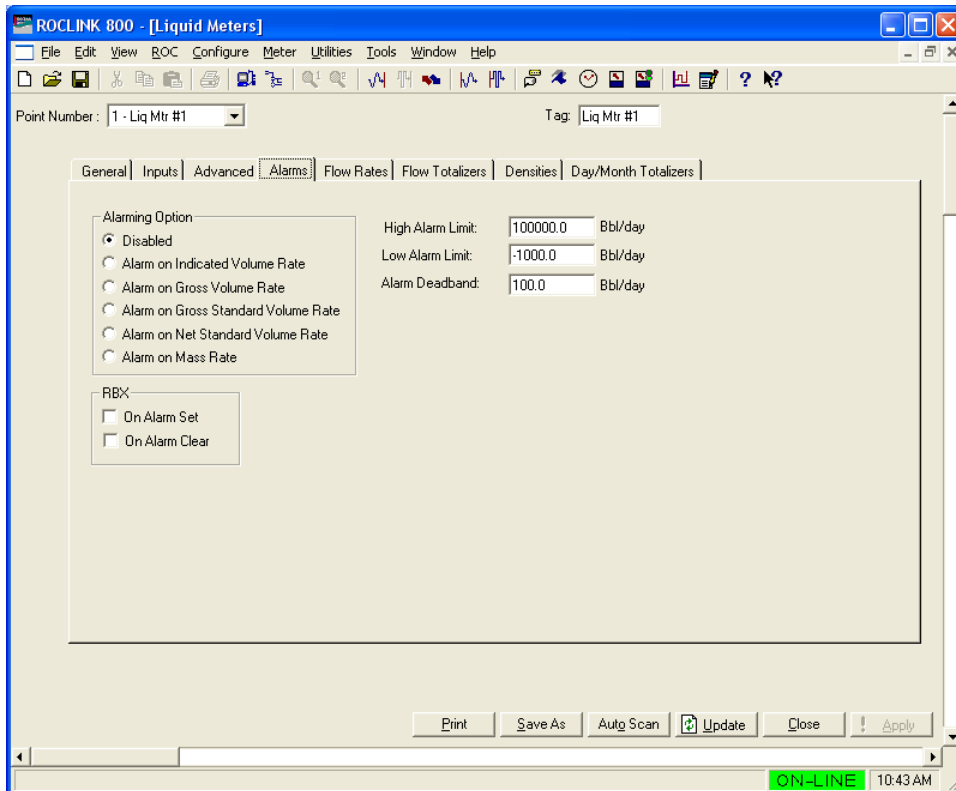 ROCLINK 800 - [Liquid Meters]
File Edit View ROC Configure Meter Utilities Tools Window Help
Point Number : 1 - Liq Mtr #1 Tag: Liq Mtr #1
General Inputs Advanced Alarms Flow Rates Flow Totalizers Densities Day/Month Totalizers
Alarming Option
Disabled
Alarm on Indicated Volume Rate
Alarm on Gross Volume Rate
Alarm on Gross Standard Volume Rate
Alarm on Net Standard Volume Rate
Alarm on Mass Rate
High Alarm Limit: 100000.0 Bbl/day
Low Alarm Limit: -1000.0 Bbl/day
Alarm Deadband: 100.0 Bbl/day
RBX
On Alarm Set
On Alarm Clear
Print Save As Auto Scan Update Close ! Apply
ON-LINE 10:43 AM